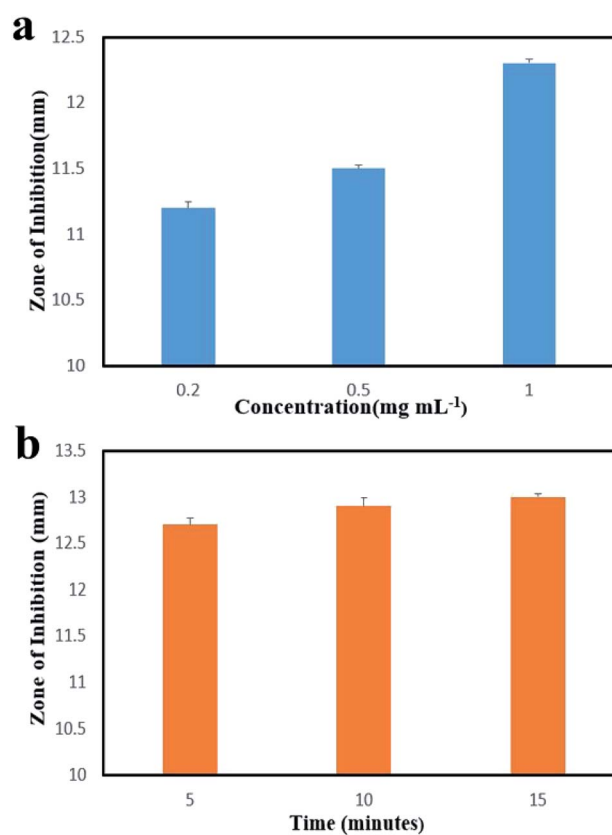 a
Zone of Inhibition(mm)
12.5
12
11.5
11
10.5
10
0.2 0.5 1
Concentration(mg mL-1)
b
Zone of Inhibition (mm)
13.5
13
12.5
12
11.5
11
10.5
10
5 10 15
Time (minutes)